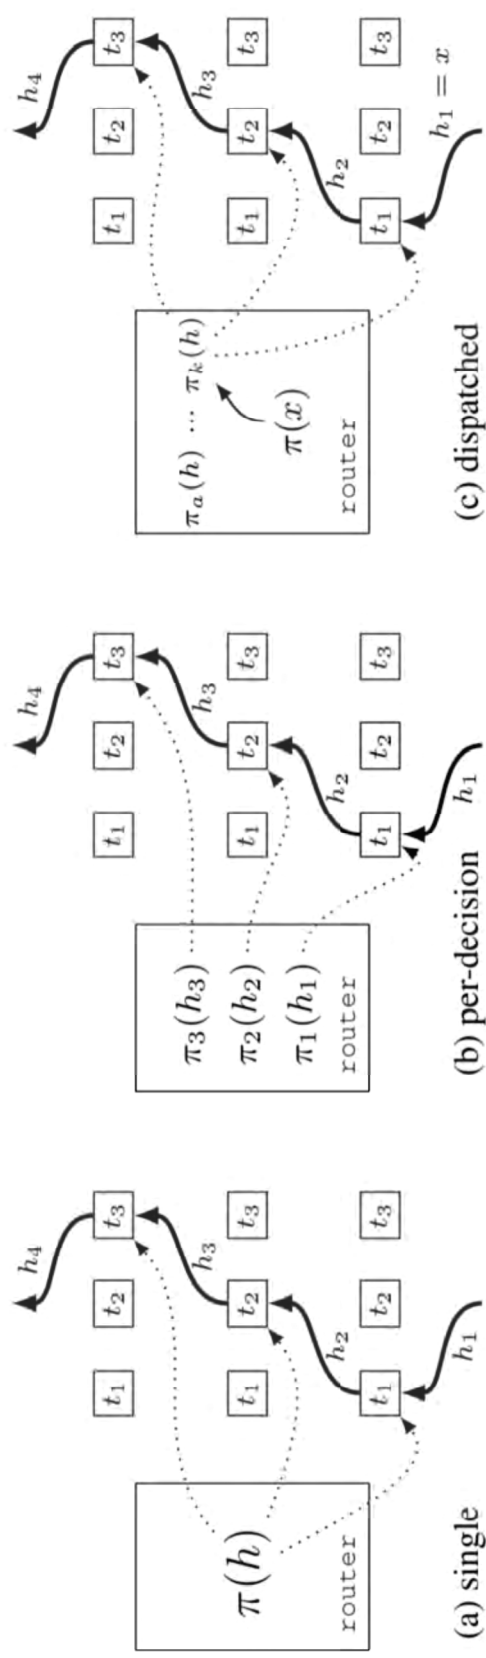 h₄
t₁ t₂ t₃
h₃
π(h)
t₁ t₂ t₃
h₂
t₁ t₂ t₃
router
h₁
(a) single
h₄
t₁ t₂ t₃
π₃(h₃)
h₃
π₂(h₂)
t₁ t₂ t₃
π₁(h₁)
h₂
router
t₁ t₂ t₃
h₁
(b) per-decision
h₄
t₁ t₂ t₃
πₐ(h) ... πₖ(h)
h₃
t₁ t₂ t₃
π(x)
h₂
router
t₁ t₂ t₃
h₁ = x
(c) dispatched